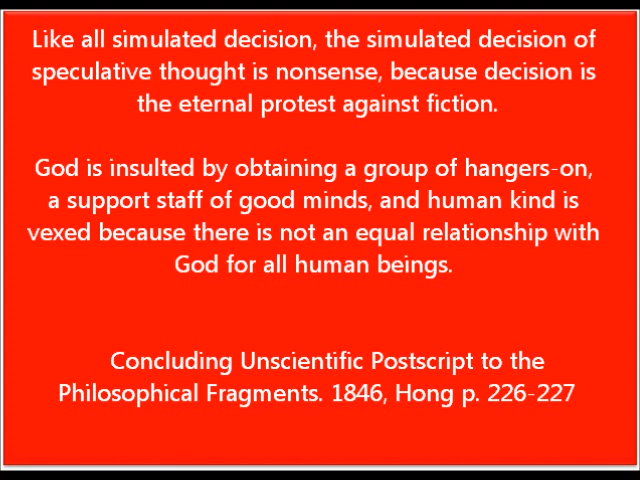 Like all simulated decision, the simulated decision of
speculative thought is nonsense, because decision is
the eternal protest against fiction.
God is insulted by obtaining a group of hangers-on,
a support staff of good minds, and human kind is
vexed because there is not an equal relationship with
God for all human beings.
Concluding Unscientific Postscript to the
Philosophical Fragments. 1846, Hong p. 226-227